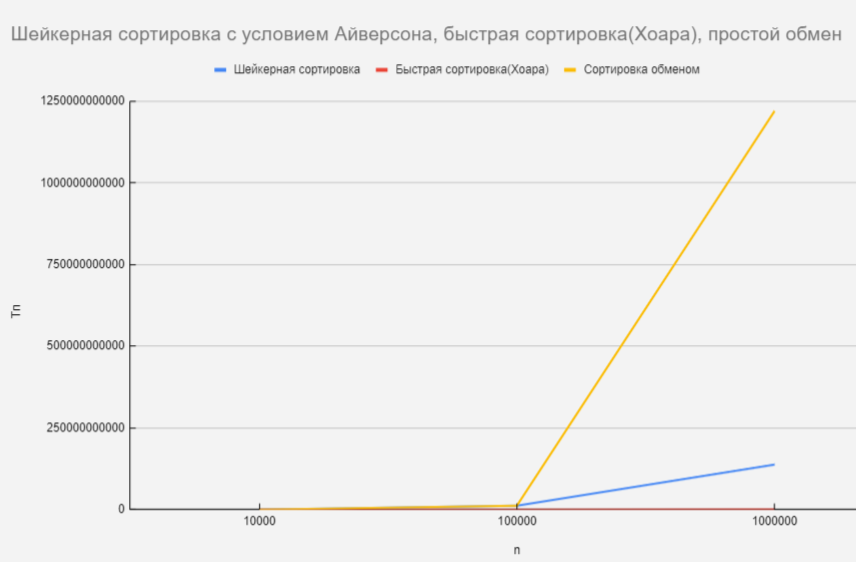 Шейкерная сортировка с условием Айверсона, быстрая сортировка(Хоара), простой обмен
Шейкерная сортировка Быстрая сортировка(Хоара) Сортировка обменом
1250000000000
1000000000000
750000000000
500000000000
250000000000
0
Tn
10000 100000 1000000
n